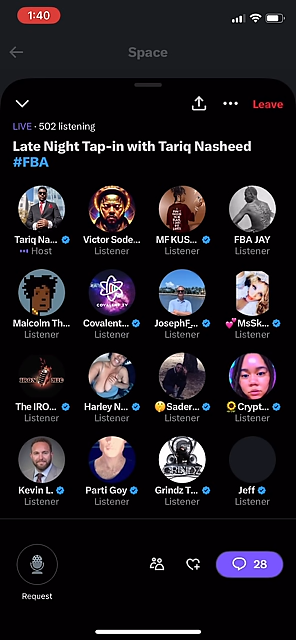 1:40
Space
Leave
LIVE · 502 listening
Late Night Tap-in with Tariq Nasheed
#FBA
Tariq Na... Victor Sode... MF KUS... FBA JAY
Host Listener Listener Listener
Malcolm Th... Covalent... JosephF_... MsSk...
Listener Listener Listener Listener
The IRO... Harley N... Sader... Crypt...
Listener Listener Listener Listener
GRINDZ
Kevin L. Parti Goy Grindz T... Jeff
Listener Listener Listener Listener
28
Request